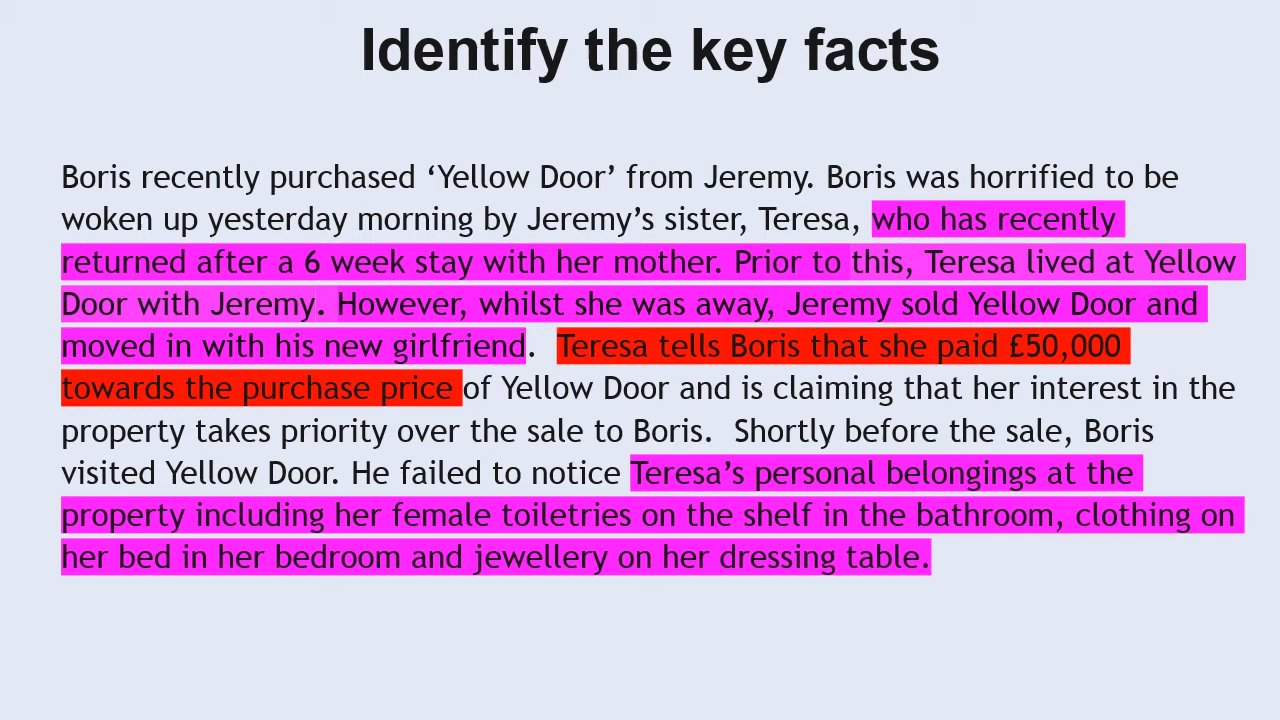 Identify the key facts
Boris recently purchased ‘Yellow Door’ from Jeremy. Boris was horrified to be
woken up yesterday morning by Jeremy’s sister, Teresa, who has recently
returned after a 6 week stay with her mother. Prior to this, Teresa lived at Yellow
Door with Jeremy. However, whilst she was away, Jeremy sold Yellow Door and
moved in with his new girlfriend.  Teresa tells Boris that she paid £50,000
towards the purchase price of Yellow Door and is claiming that her interest in the
property takes priority over the sale to Boris.  Shortly before the sale, Boris
visited Yellow Door. He failed to notice Teresa’s personal belongings at the
property including her female toiletries on the shelf in the bathroom, clothing on
her bed in her bedroom and jewellery on her dressing table.